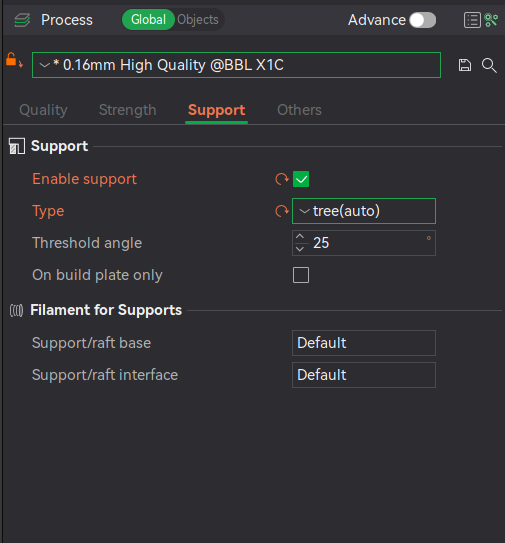 Process Global Objects Advance
* 0.16mm High Quality @BBL X1C
Quality Strength Support Others
Support
Enable support
Type tree(auto)
Threshold angle 25 °
On build plate only
Filament for Supports
Support/raft base Default
Support/raft interface Default